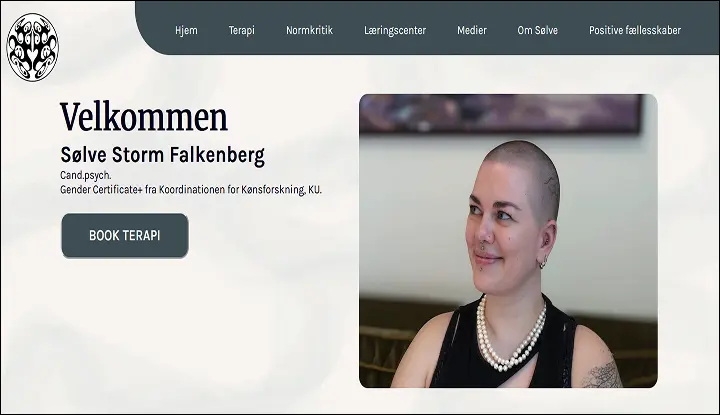 Hjem Terapi Normkritik Læringscenter Medier Om Sølve Positive fællesskaber
Velkommen
Sølve Storm Falkenberg
Cand.psych.
Gender Certificate+ fra Koordinationen for Kønsforskning, KU.
BOOK TERAPI